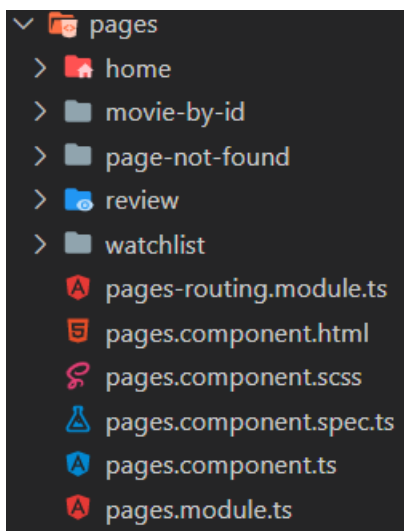 pages
home
movie-by-id
page-not-found
review
watchlist
pages-routing.module.ts
pages.component.html
pages.component.scss
pages.component.spec.ts
pages.component.ts
pages.module.ts